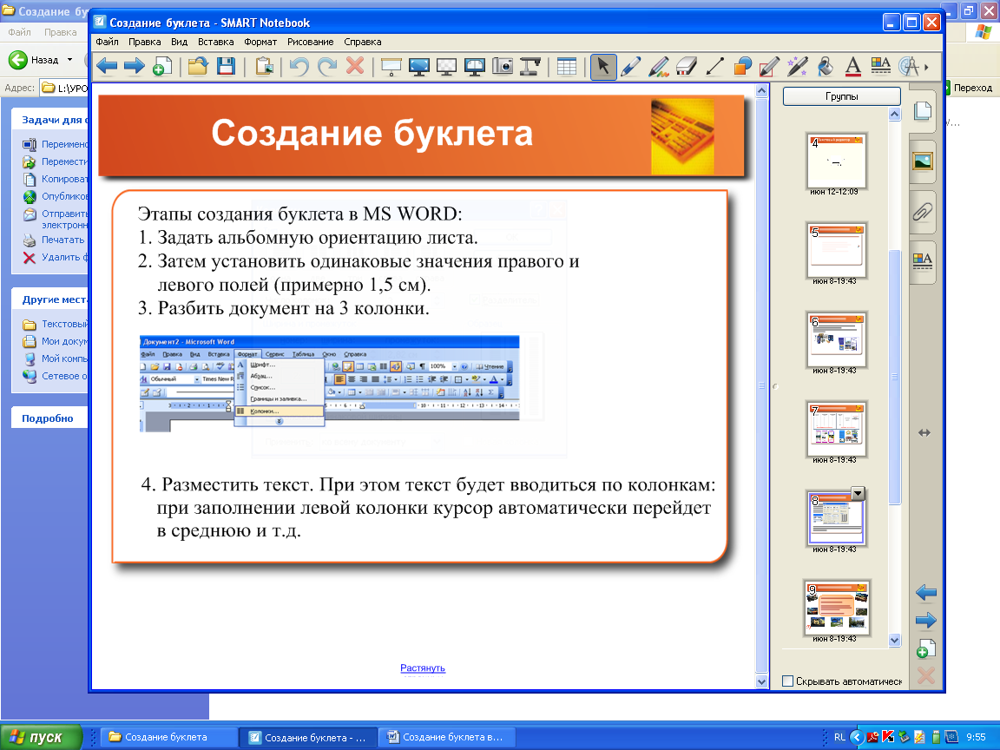 Создание бу
Создание буклета - SMART Notebook
Файл Правка
Файл Правка Вид Вставка Формат Рисование Справка
Назад
Адрес: L:\УРО
Переход
Группы
Задачи для
Переимено
Перемести
Копироват
Опубликов
Отправить
электронн
Печатать
Удалить ф
Другие места
Текстовый
Мои докум
Мой компь
Сетевое о
Подробно
Создание буклета
Этапы создания буклета в MS WORD:
1. Задать альбомную ориентацию листа.
2. Затем установить одинаковые значения правого и
левого полей (примерно 1,5 см).
3. Разбить документ на 3 колонки.
Документ2 - Microsoft Word
Файл Правка Вид Вставка Формат Сервис Таблица Окно Справка
Шрифт...
Абзац...
Список...
Границы и заливка...
Колонки...
100%
Чтение
Обычный Times New R
4. Разместить текст. При этом текст будет вводиться по колонкам:
при заполнении левой колонки курсор автоматически перейдет
в среднюю и т.д.
Растянуть
4
июн 12-12:09
5
июн 8-19:43
6
июн 8-19:43
7
июн 8-19:43
8
июн 8-19:43
9
июн 8-19:43
Скрывать автоматическ
пуск
Создание буклета
Создание буклета - ...
Создание буклета в...
RL
9:55